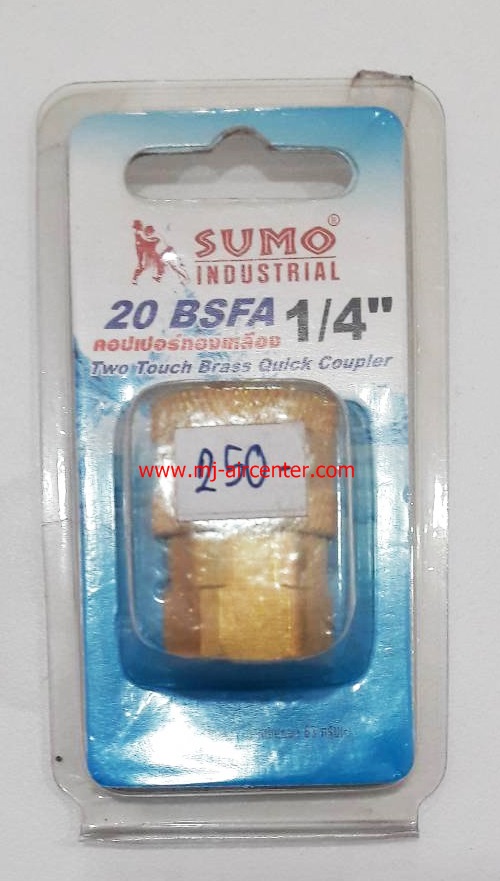 SUMO®
INDUSTRIAL
20 BSFA 1/4"
คอปเปอร์ทองเหลือง
Two Touch Brass Quick Coupler
250-
www.mj-aircenter.com